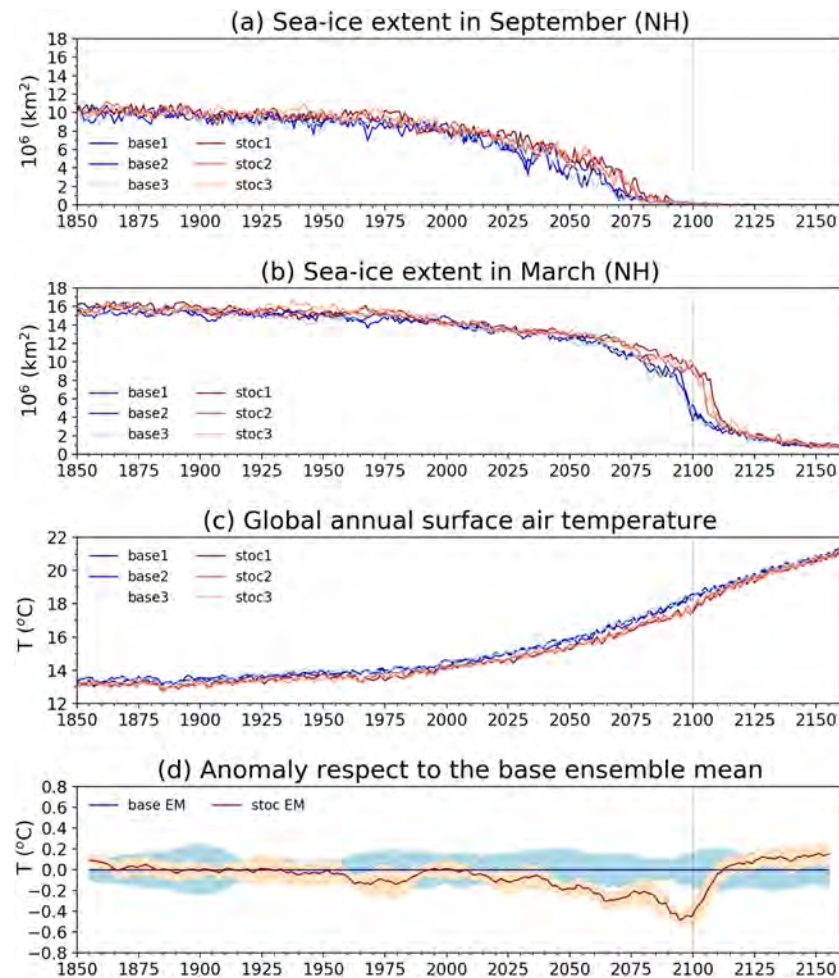 (a) Sea-ice extent in September (NH)
18
16
14
12
10
8
6
4
2
0
10⁶ (km²)
base1 stoc1
base2 stoc2
base3 stoc3
1850 1875 1900 1925 1950 1975 2000 2025 2050 2075 2100 2125 2150
(b) Sea-ice extent in March (NH)
18
16
14
12
10
8
6
4
2
0
10⁶ (km²)
base1 stoc1
base2 stoc2
base3 stoc3
1850 1875 1900 1925 1950 1975 2000 2025 2050 2075 2100 2125 2150
(c) Global annual surface air temperature
22
20
18
16
14
12
T (°C)
base1 stoc1
base2 stoc2
base3 stoc3
1850 1875 1900 1925 1950 1975 2000 2025 2050 2075 2100 2125 2150
(d) Anomaly respect to the base ensemble mean
0.8
0.6
0.4
0.2
0.0
−0.2
−0.4
−0.6
−0.8
T (°C)
base EM stoc EM
1850 1875 1900 1925 1950 1975 2000 2025 2050 2075 2100 2125 2150